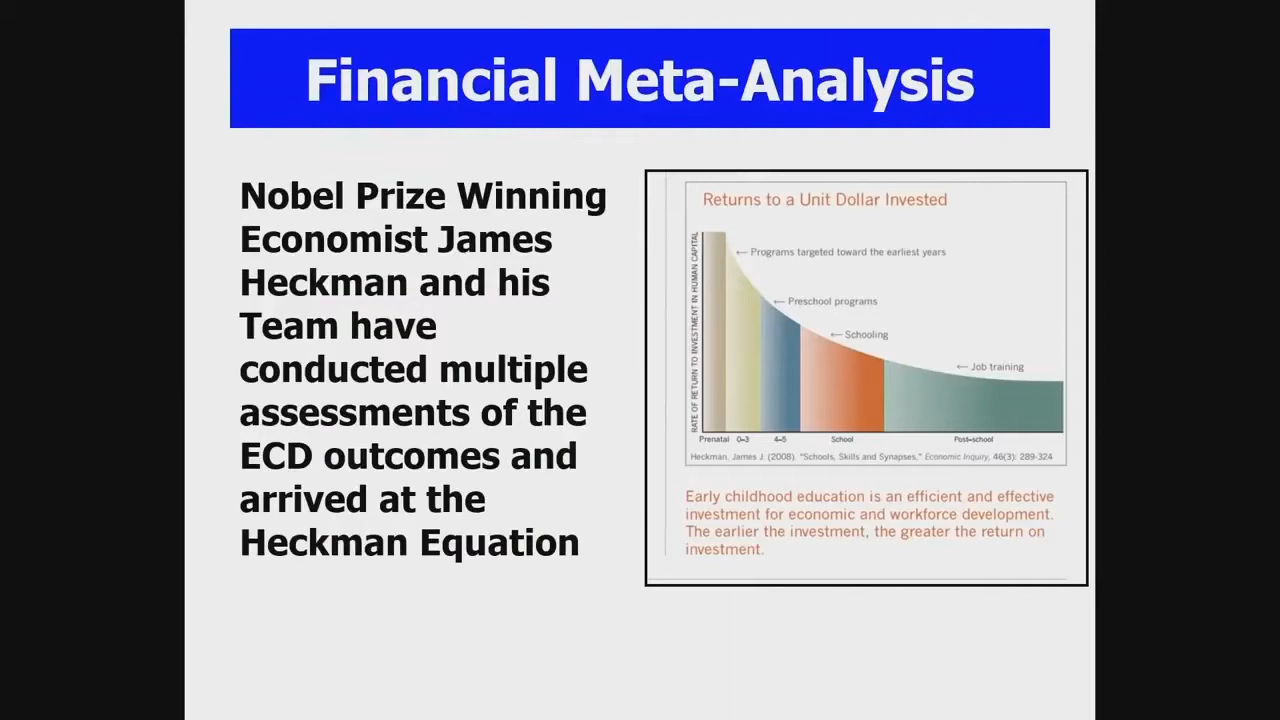 Financial Meta-Analysis
Nobel Prize Winning
Economist James
Heckman and his
Team have
conducted multiple
assessments of the
ECD outcomes and
arrived at the
Heckman Equation
Returns to a Unit Dollar Invested
RATE OF RETURN TO INVESTMENT IN HUMAN CAPITAL
← Programs targeted toward the earliest years
← Preschool programs
← Schooling
← Job training
Prenatal 0–3 4–5 School Post–school
Heckman, James J. (2008). "Schools, Skills and Synapses," Economic Inquiry, 46(3): 289-324
Early childhood education is an efficient and effective
investment for economic and workforce development.
The earlier the investment, the greater the return on
investment.